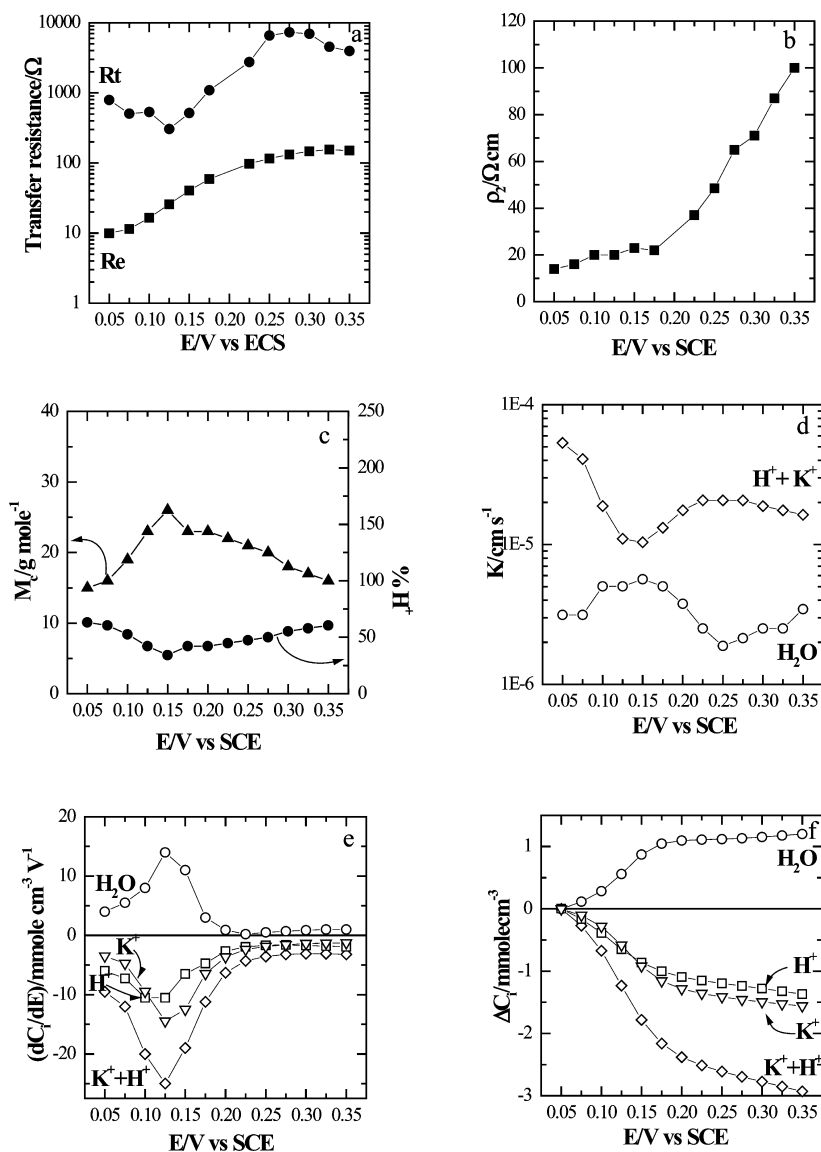 a
Transfer resistance/Ω
10000
1000
100
10
1
Rt
Re
0.05 0.10 0.15 0.20 0.25 0.30 0.35
E/V vs ECS
b
ρ₂/Ωcm
120
100
80
60
40
20
0
0.05 0.10 0.15 0.20 0.25 0.30 0.35
E/V vs SCE
c
Mc/g mole⁻¹
40
30
20
10
0
250
200
150
100
50
0
H⁺ %
0.05 0.10 0.15 0.20 0.25 0.30 0.35
E/V vs SCE
d
K/cm s⁻¹
1E-4
1E-5
1E-6
H⁺+ K⁺
H₂O
0.05 0.10 0.15 0.20 0.25 0.30 0.35
E/V vs SCE
e
(dCᵢ/dE)/mmole cm⁻³ V⁻¹
20
10
0
-10
-20
H₂O
K⁺
H⁺
K⁺+H⁺
0.05 0.10 0.15 0.20 0.25 0.30 0.35
E/V vs SCE
f
ΔCᵢ/mmolecm⁻³
1
0
-1
-2
-3
H₂O
H⁺
K⁺
K⁺+H⁺
0.05 0.10 0.15 0.20 0.25 0.30 0.35
E/V vs SCE